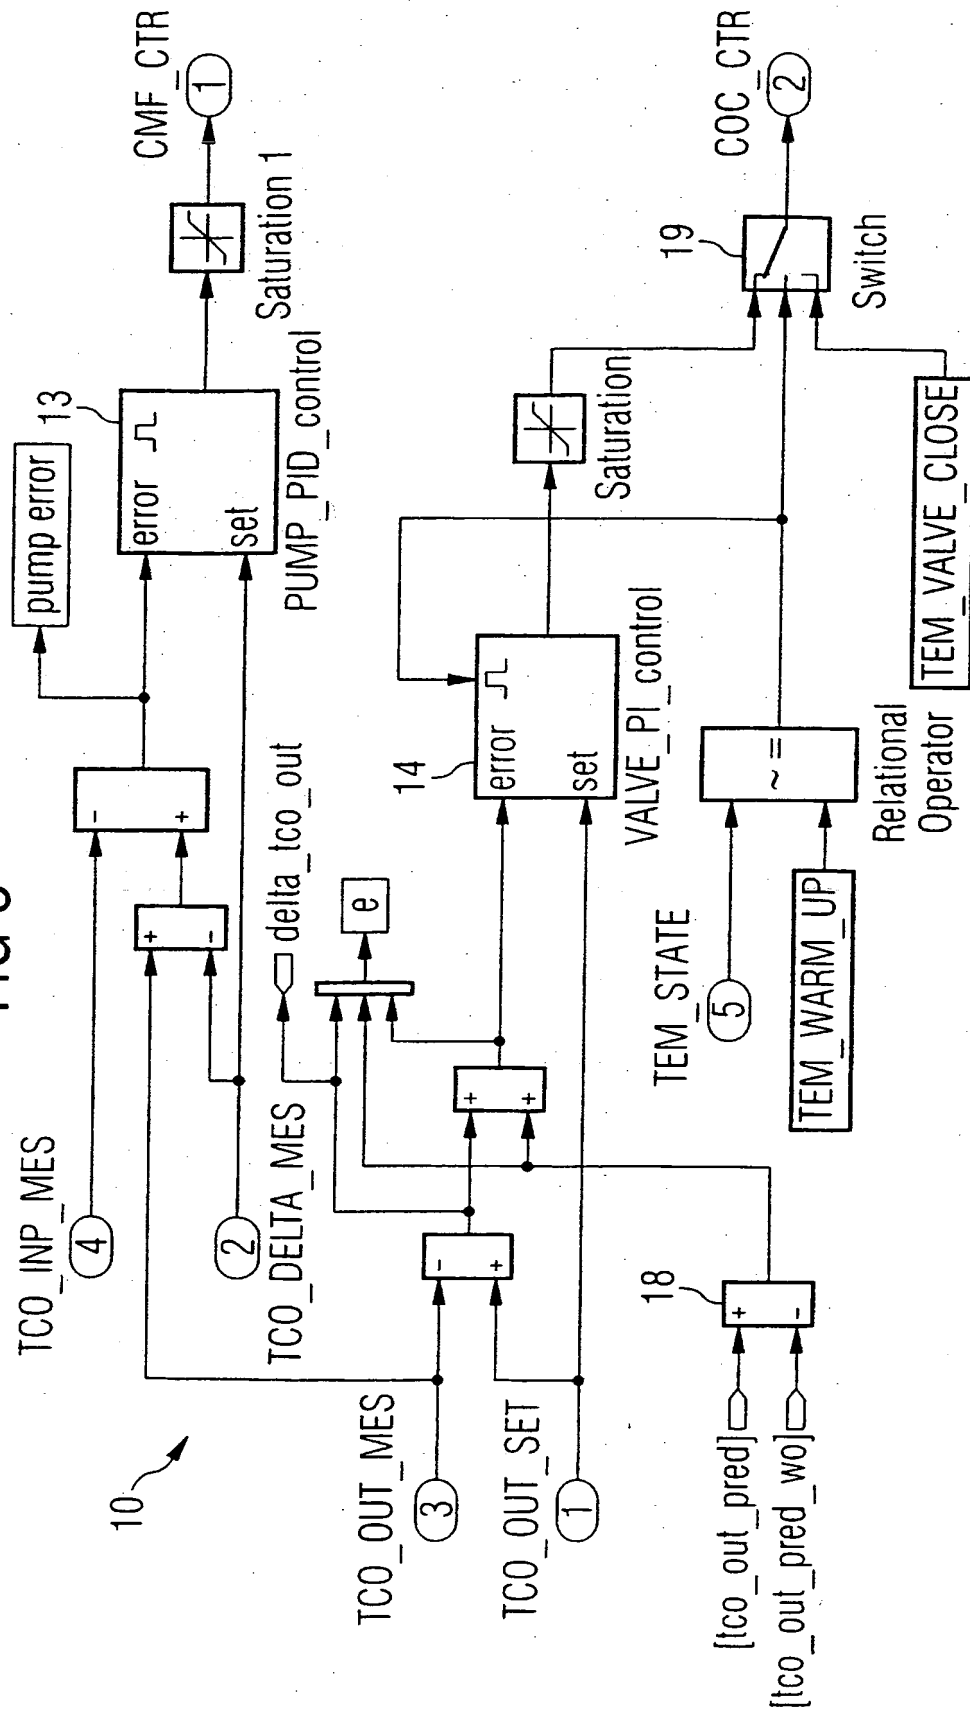 FIG 6
10
TCO_INP_MES
4
2
TCO_DELTA_MES
TCO_OUT_MES
3
TCO_OUT_SET
1
[tco_out_pred]
[tco_out_pred_wo]
18
+
-
-
+
+
-
-
+
+
+
delta_tco_out
e
pump error
13
error
set
PUMP_PID_control
Saturation 1
CMF_CTR
1
14
error
set
VALVE_PI_control
Saturation
TEM_STATE
5
TEM_WARM_UP
~ =
Relational
Operator
TEM_VALVE_CLOSE
19
Switch
COC_CTR
2